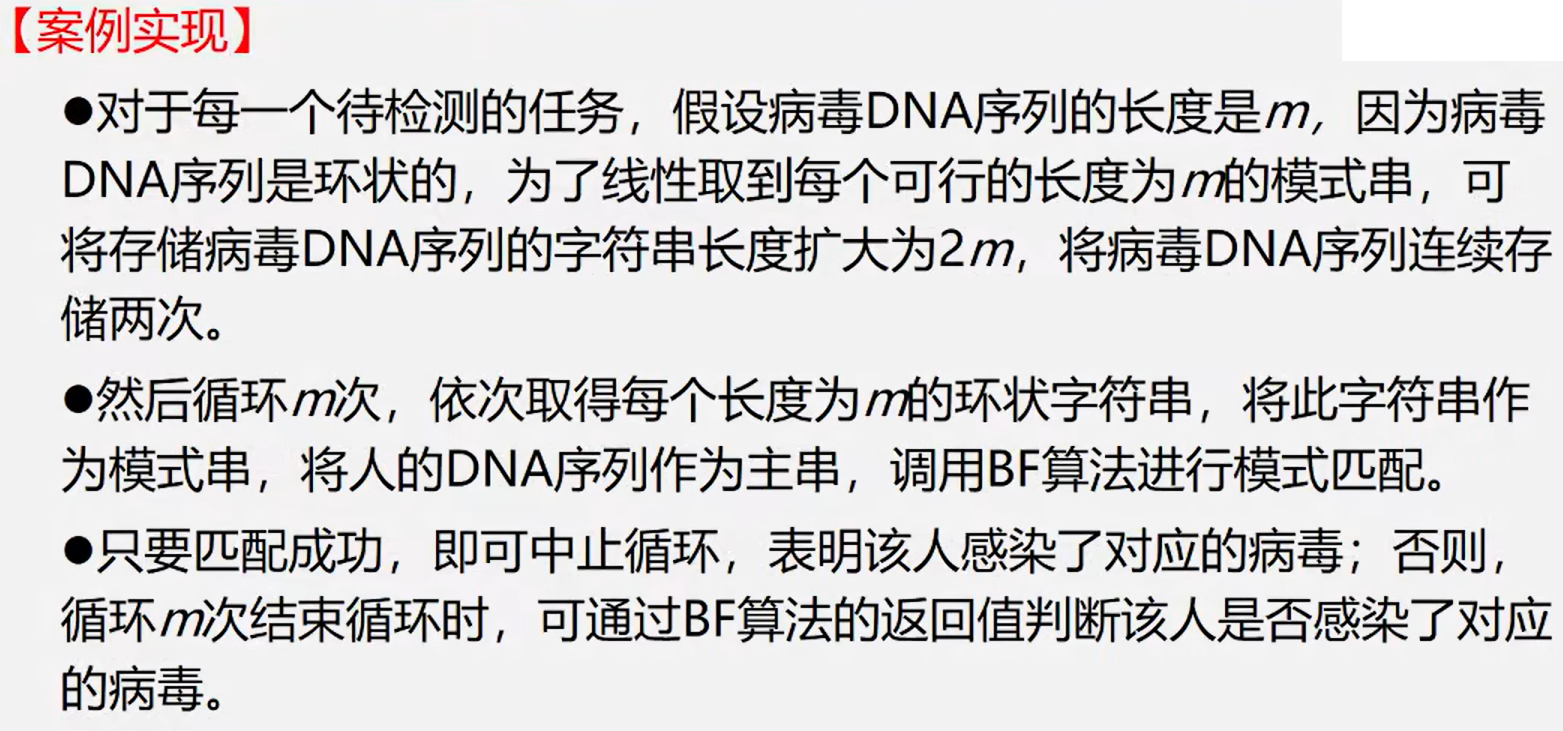 【案例实现】
●对于每一个待检测的任务，假设病毒DNA序列的长度是m，因为病毒
DNA序列是环状的，为了线性取到每个可行的长度为m的模式串，可
将存储病毒DNA序列的字符串长度扩大为2m，将病毒DNA序列连续存
储两次。
●然后循环m次，依次取得每个长度为m的环状字符串，将此字符串作
为模式串，将人的DNA序列作为主串，调用BF算法进行模式匹配。
●只要匹配成功，即可中止循环，表明该人感染了对应的病毒；否则，
循环m次结束循环时，可通过BF算法的返回值判断该人是否感染了对应
的病毒。